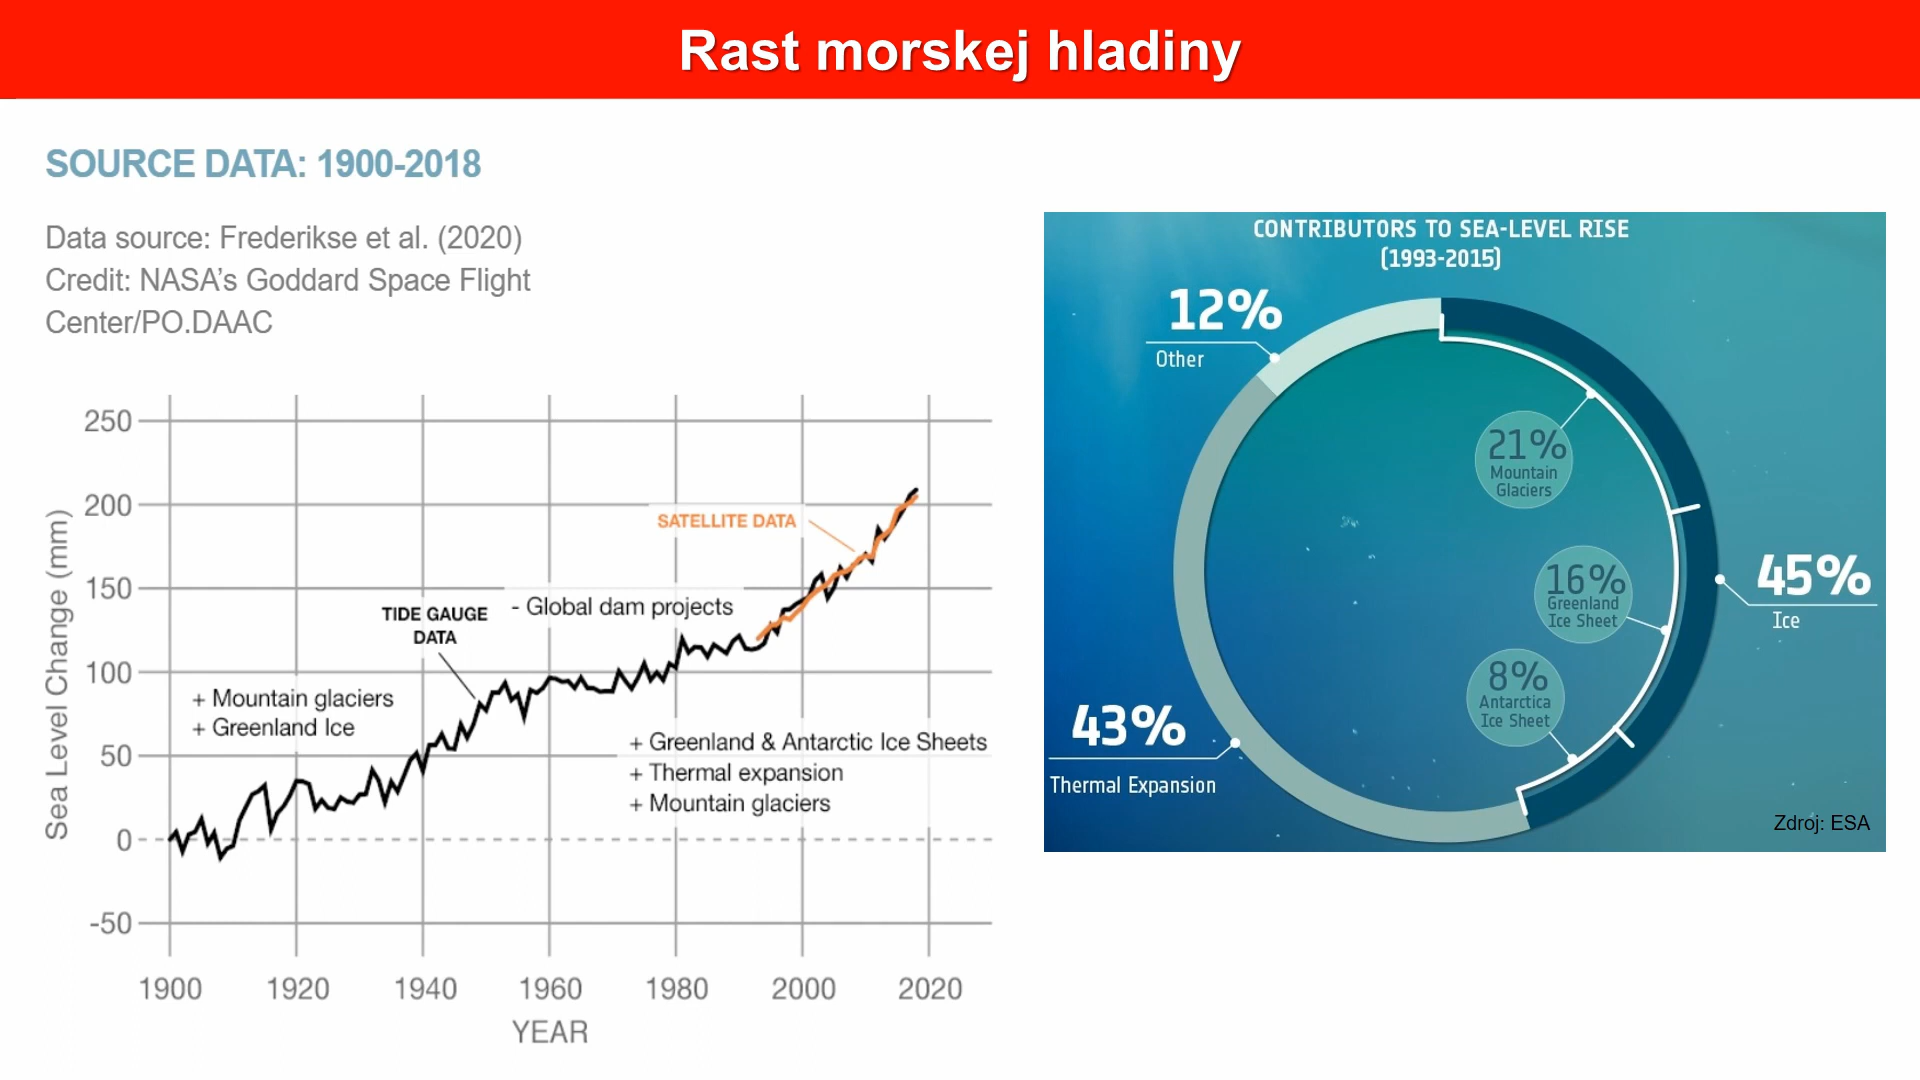 Rast morskej hladiny
SOURCE DATA: 1900-2018
Data source: Frederikse et al. (2020)
Credit: NASA’s Goddard Space Flight
Center/PO.DAAC
250
200
150
100
50
0
-50
Sea Level Change (mm)
SATELLITE DATA
TIDE GAUGE
DATA
- Global dam projects
+ Mountain glaciers
+ Greenland Ice
+ Greenland & Antarctic Ice Sheets
+ Thermal expansion
+ Mountain glaciers
1900 1920 1940 1960 1980 2000 2020
YEAR
CONTRIBUTORS TO SEA-LEVEL RISE
(1993-2015)
12%
Other
21%
Mountain
Glaciers
16%
Greenland
Ice Sheet
45%
Ice
8%
Antarctica
Ice Sheet
43%
Thermal Expansion
Zdroj: ESA